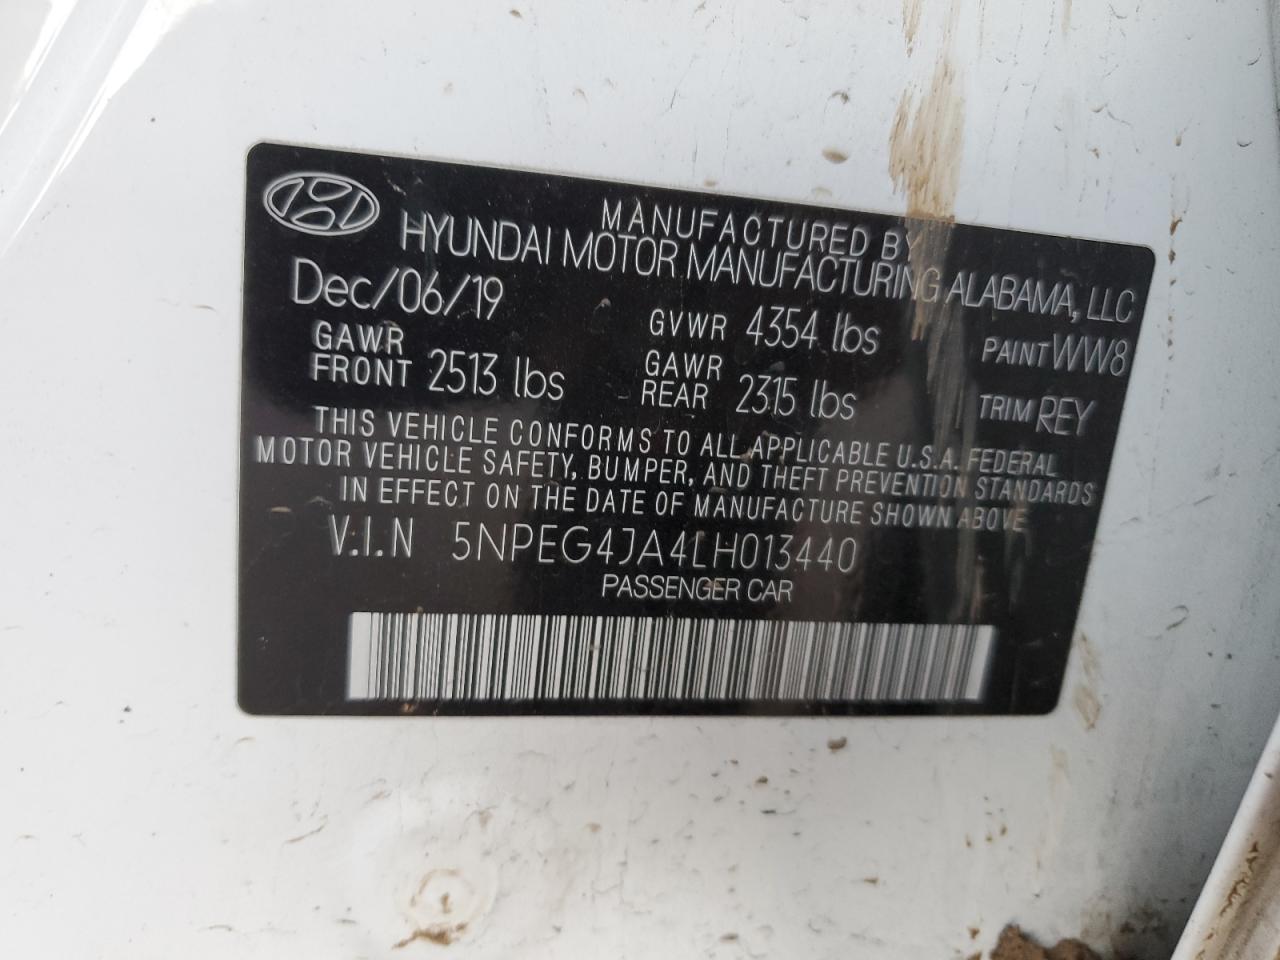 MANUFACTURED BY
HYUNDAI MOTOR MANUFACTURING ALABAMA, LLC
Dec/06/19 GVWR 4354 lbs PAINT WW8
GAWR FRONT 2513 lbs GAWR REAR 2315 lbs TRIM REY
THIS VEHICLE CONFORMS TO ALL APPLICABLE U.S.A. FEDERAL
MOTOR VEHICLE SAFETY, BUMPER, AND THEFT PREVENTION STANDARDS
IN EFFECT ON THE DATE OF MANUFACTURE SHOWN ABOVE
V.I.N 5NPEG4JA4LH013440
PASSENGER CAR